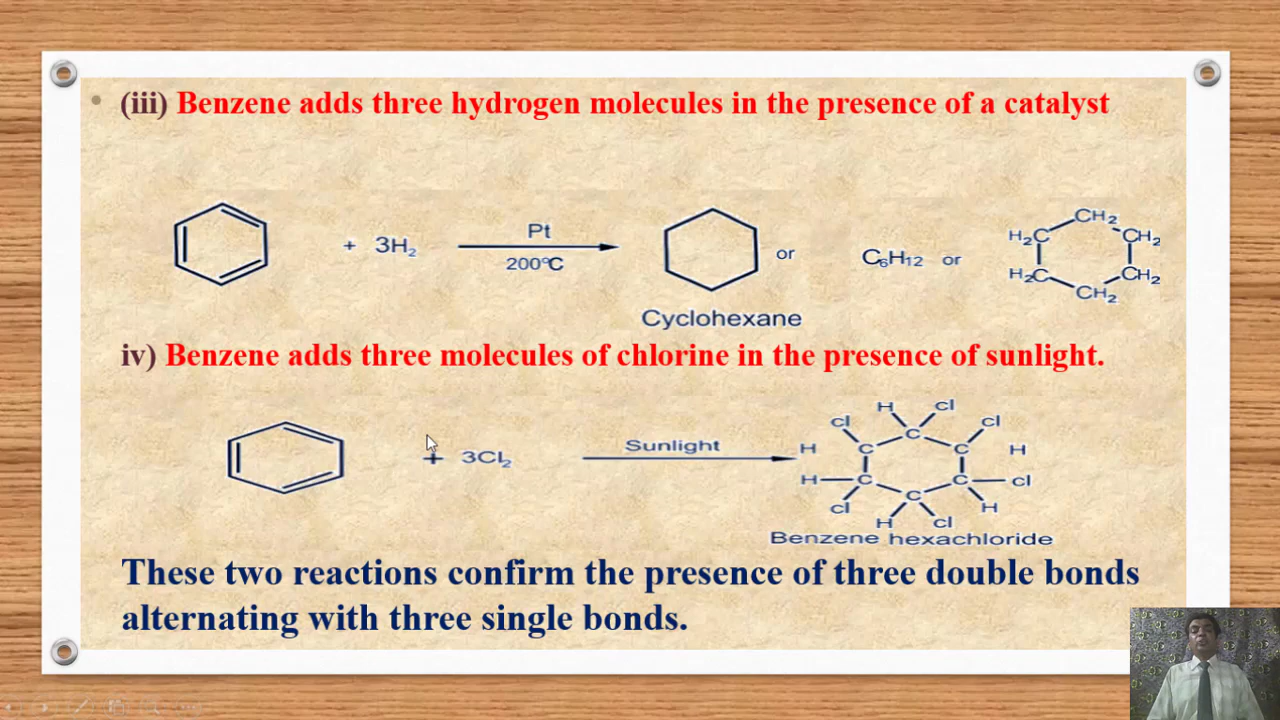 • (iii) Benzene adds three hydrogen molecules in the presence of a catalyst
+ 3H₂ Pt 200°C or C₆H₁₂ or
CH₂
H₂C CH₂
H₂C CH₂
CH₂
Cyclohexane
iv) Benzene adds three molecules of chlorine in the presence of sunlight.
+ 3Cl₂ Sunlight
H cl
cl C cl
H C C H
H C C cl
cl C H
H cl
Benzene hexachloride
These two reactions confirm the presence of three double bonds
alternating with three single bonds.